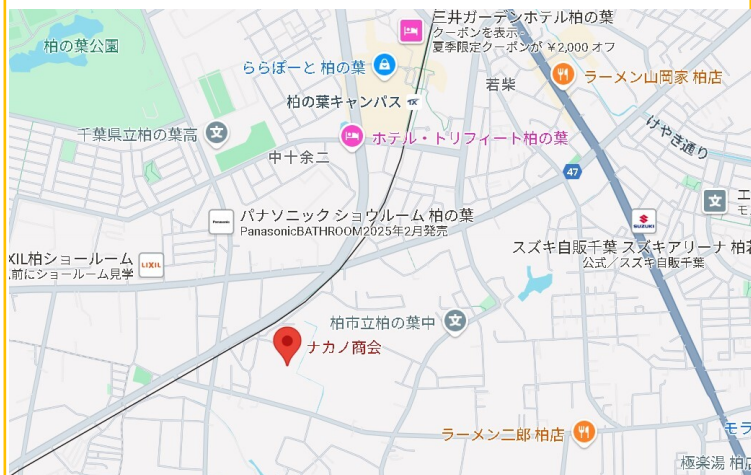 三井ガーデンホテル柏の葉
クーポンを表示 -
夏季限定クーポンが ￥2,000 オフ
柏の葉公園
ららぽーと 柏の葉
ラーメン山岡家 柏店
若柴
柏の葉キャンパス
TX
千葉県立柏の葉高
ホテル・トリフィート柏の葉
けやき通り
中十余二
47
エ
モ
Panasonic
パナソニック ショウルーム 柏の葉
PanasonicBATHROOM2025年2月発売
SUZUKI
スズキ自販千葉 スズキアリーナ 柏若
公式／スズキ自販千葉
XIL柏ショールーム
前にショールーム見学
LIXIL
柏市立柏の葉中
ナカノ商会
ラーメン二郎 柏店
モラ
極楽湯 柏店